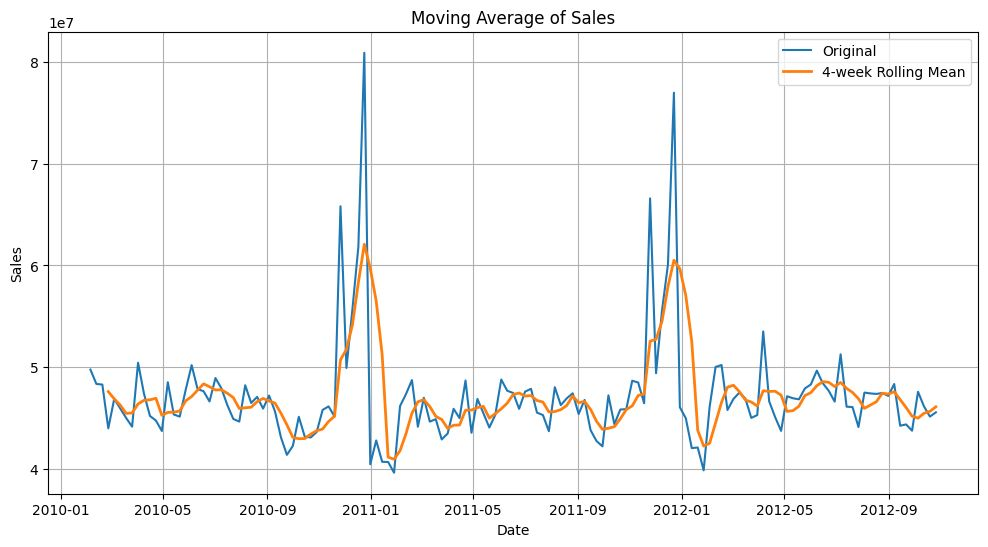 Moving Average of Sales
1e7
Original
4-week Rolling Mean
8
7
6
5
4
Sales
2010-01 2010-05 2010-09 2011-01 2011-05 2011-09 2012-01 2012-05 2012-09
Date